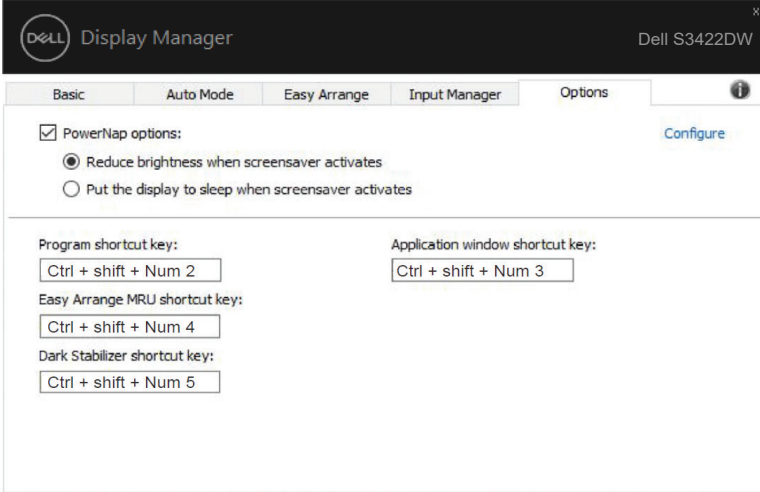 x
DELL Display Manager Dell S3422DW
Basic Auto Mode Easy Arrange Input Manager Options i
PowerNap options: Configure
Reduce brightness when screensaver activates
Put the display to sleep when screensaver activates
Program shortcut key: Application window shortcut key:
Ctrl + shift + Num 2 Ctrl + shift + Num 3
Easy Arrange MRU shortcut key:
Ctrl + shift + Num 4
Dark Stabilizer shortcut key:
Ctrl + shift + Num 5